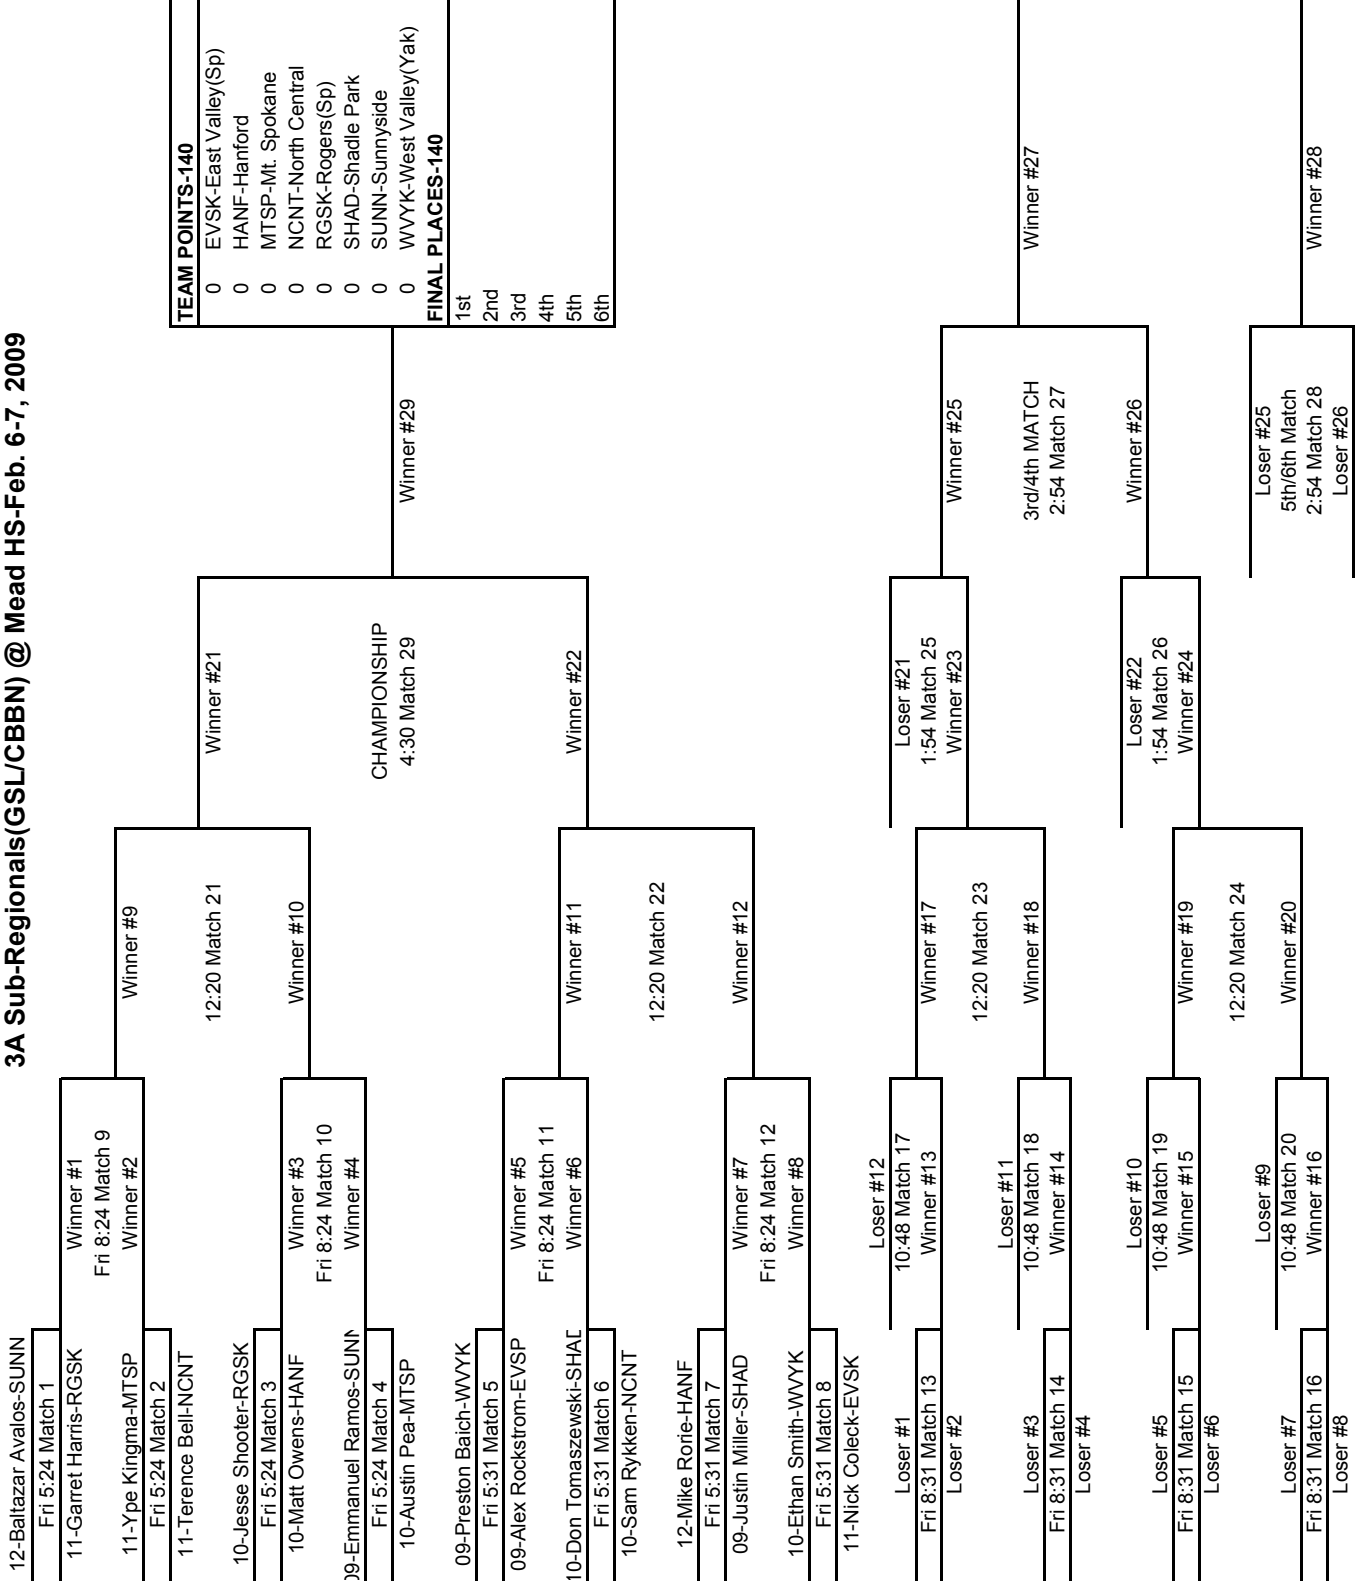 3A Sub-Regionals(GSL/CBBN) @ Mead HS-Feb. 6-7, 2009
12-Baltazar Avalos-SUNN
Fri 5:24 Match 1
11-Garret Harris-RGSK
11-Ype Kingma-MTSP
Fri 5:24 Match 2
11-Terence Bell-NCNT
10-Jesse Shooter-RGSK
Fri 5:24 Match 3
10-Matt Owens-HANF
09-Emmanuel Ramos-SUNN
Fri 5:24 Match 4
10-Austin Pea-MTSP
09-Preston Baich-WVYK
Fri 5:31 Match 5
09-Alex Rockstrom-EVSP
10-Don Tomaszewski-SHAD
Fri 5:31 Match 6
10-Sam Rykken-NCNT
12-Mike Rorie-HANF
Fri 5:31 Match 7
09-Justin Miller-SHAD
10-Ethan Smith-WVYK
Fri 5:31 Match 8
11-Nick Coleck-EVSK
Loser #1
Fri 8:31 Match 13
Loser #2
Loser #3
Fri 8:31 Match 14
Loser #4
Loser #5
Fri 8:31 Match 15
Loser #6
Loser #7
Fri 8:31 Match 16
Loser #8
Winner #1
Fri 8:24 Match 9
Winner #2
Winner #3
Fri 8:24 Match 10
Winner #4
Winner #5
Fri 8:24 Match 11
Winner #6
Winner #7
Fri 8:24 Match 12
Winner #8
Loser #12
10:48 Match 17
Winner #13
Loser #11
10:48 Match 18
Winner #14
Loser #10
10:48 Match 19
Winner #15
Loser #9
10:48 Match 20
Winner #16
Winner #9
12:20 Match 21
Winner #10
Winner #11
12:20 Match 22
Winner #12
Winner #17
12:20 Match 23
Winner #18
Winner #19
12:20 Match 24
Winner #20
Winner #21
CHAMPIONSHIP
4:30 Match 29
Winner #22
Loser #21
1:54 Match 25
Winner #23
Loser #22
1:54 Match 26
Winner #24
Winner #29
Winner #25
3rd/4th MATCH
2:54 Match 27
Winner #26
Loser #25
5th/6th Match
2:54 Match 28
Loser #26
TEAM POINTS-140
0 EVSK-East Valley(Sp)
0 HANF-Hanford
0 MTSP-Mt. Spokane
0 NCNT-North Central
0 RGSK-Rogers(Sp)
0 SHAD-Shadle Park
0 SUNN-Sunnyside
0 WVYK-West Valley(Yak)
FINAL PLACES-140
1st
2nd
3rd
4th
5th
6th
Winner #27
Winner #28